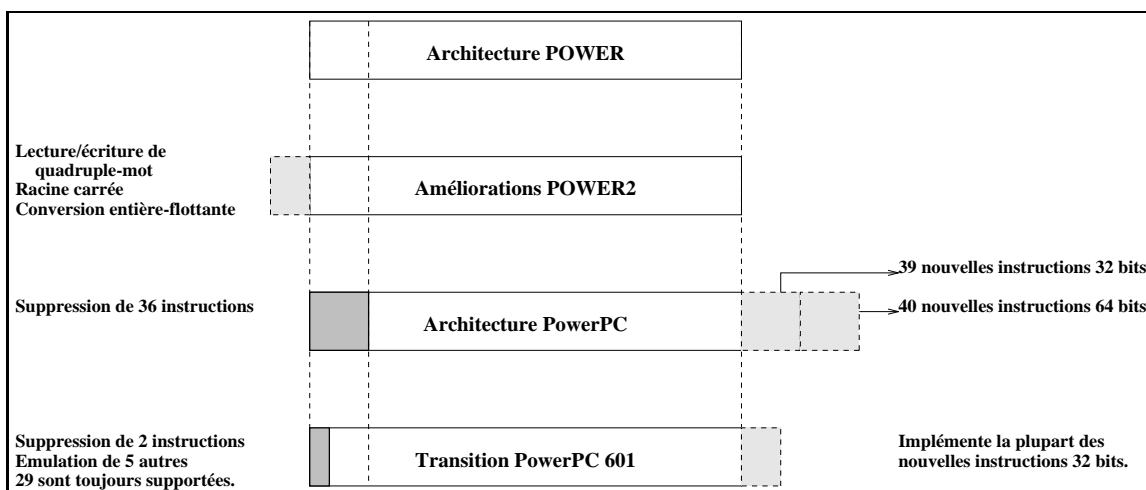 Architecture POWER
Lecture/écriture de
quadruple-mot
Racine carrée
Conversion entière-flottante
Améliorations POWER2
39 nouvelles instructions 32 bits
Suppression de 36 instructions
Architecture PowerPC
40 nouvelles instructions 64 bits
Suppression de 2 instructions
Emulation de 5 autres
29 sont toujours supportées.
Transition PowerPC 601
Implémente la plupart des
nouvelles instructions 32 bits.